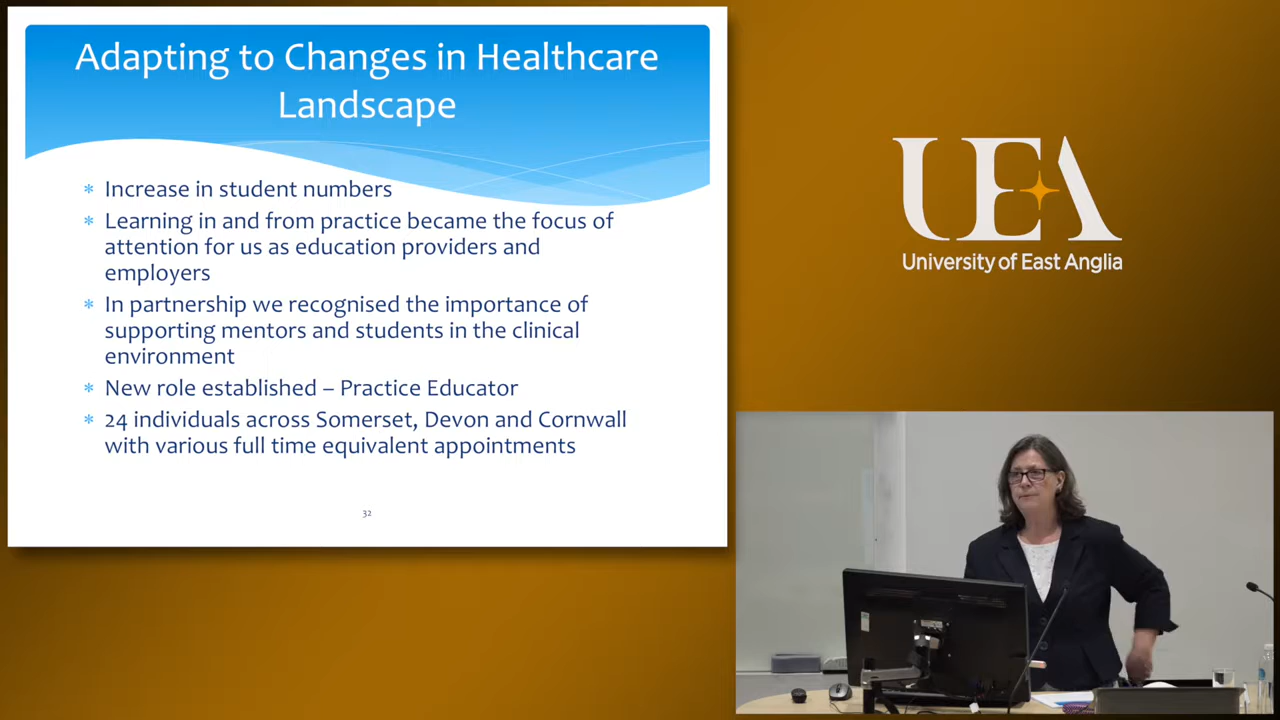 Adapting to Changes in Healthcare
Landscape
* Increase in student numbers
* Learning in and from practice became the focus of
attention for us as education providers and
employers
* In partnership we recognised the importance of
supporting mentors and students in the clinical
environment
* New role established – Practice Educator
* 24 individuals across Somerset, Devon and Cornwall
with various full time equivalent appointments
32
UEA
University of East Anglia